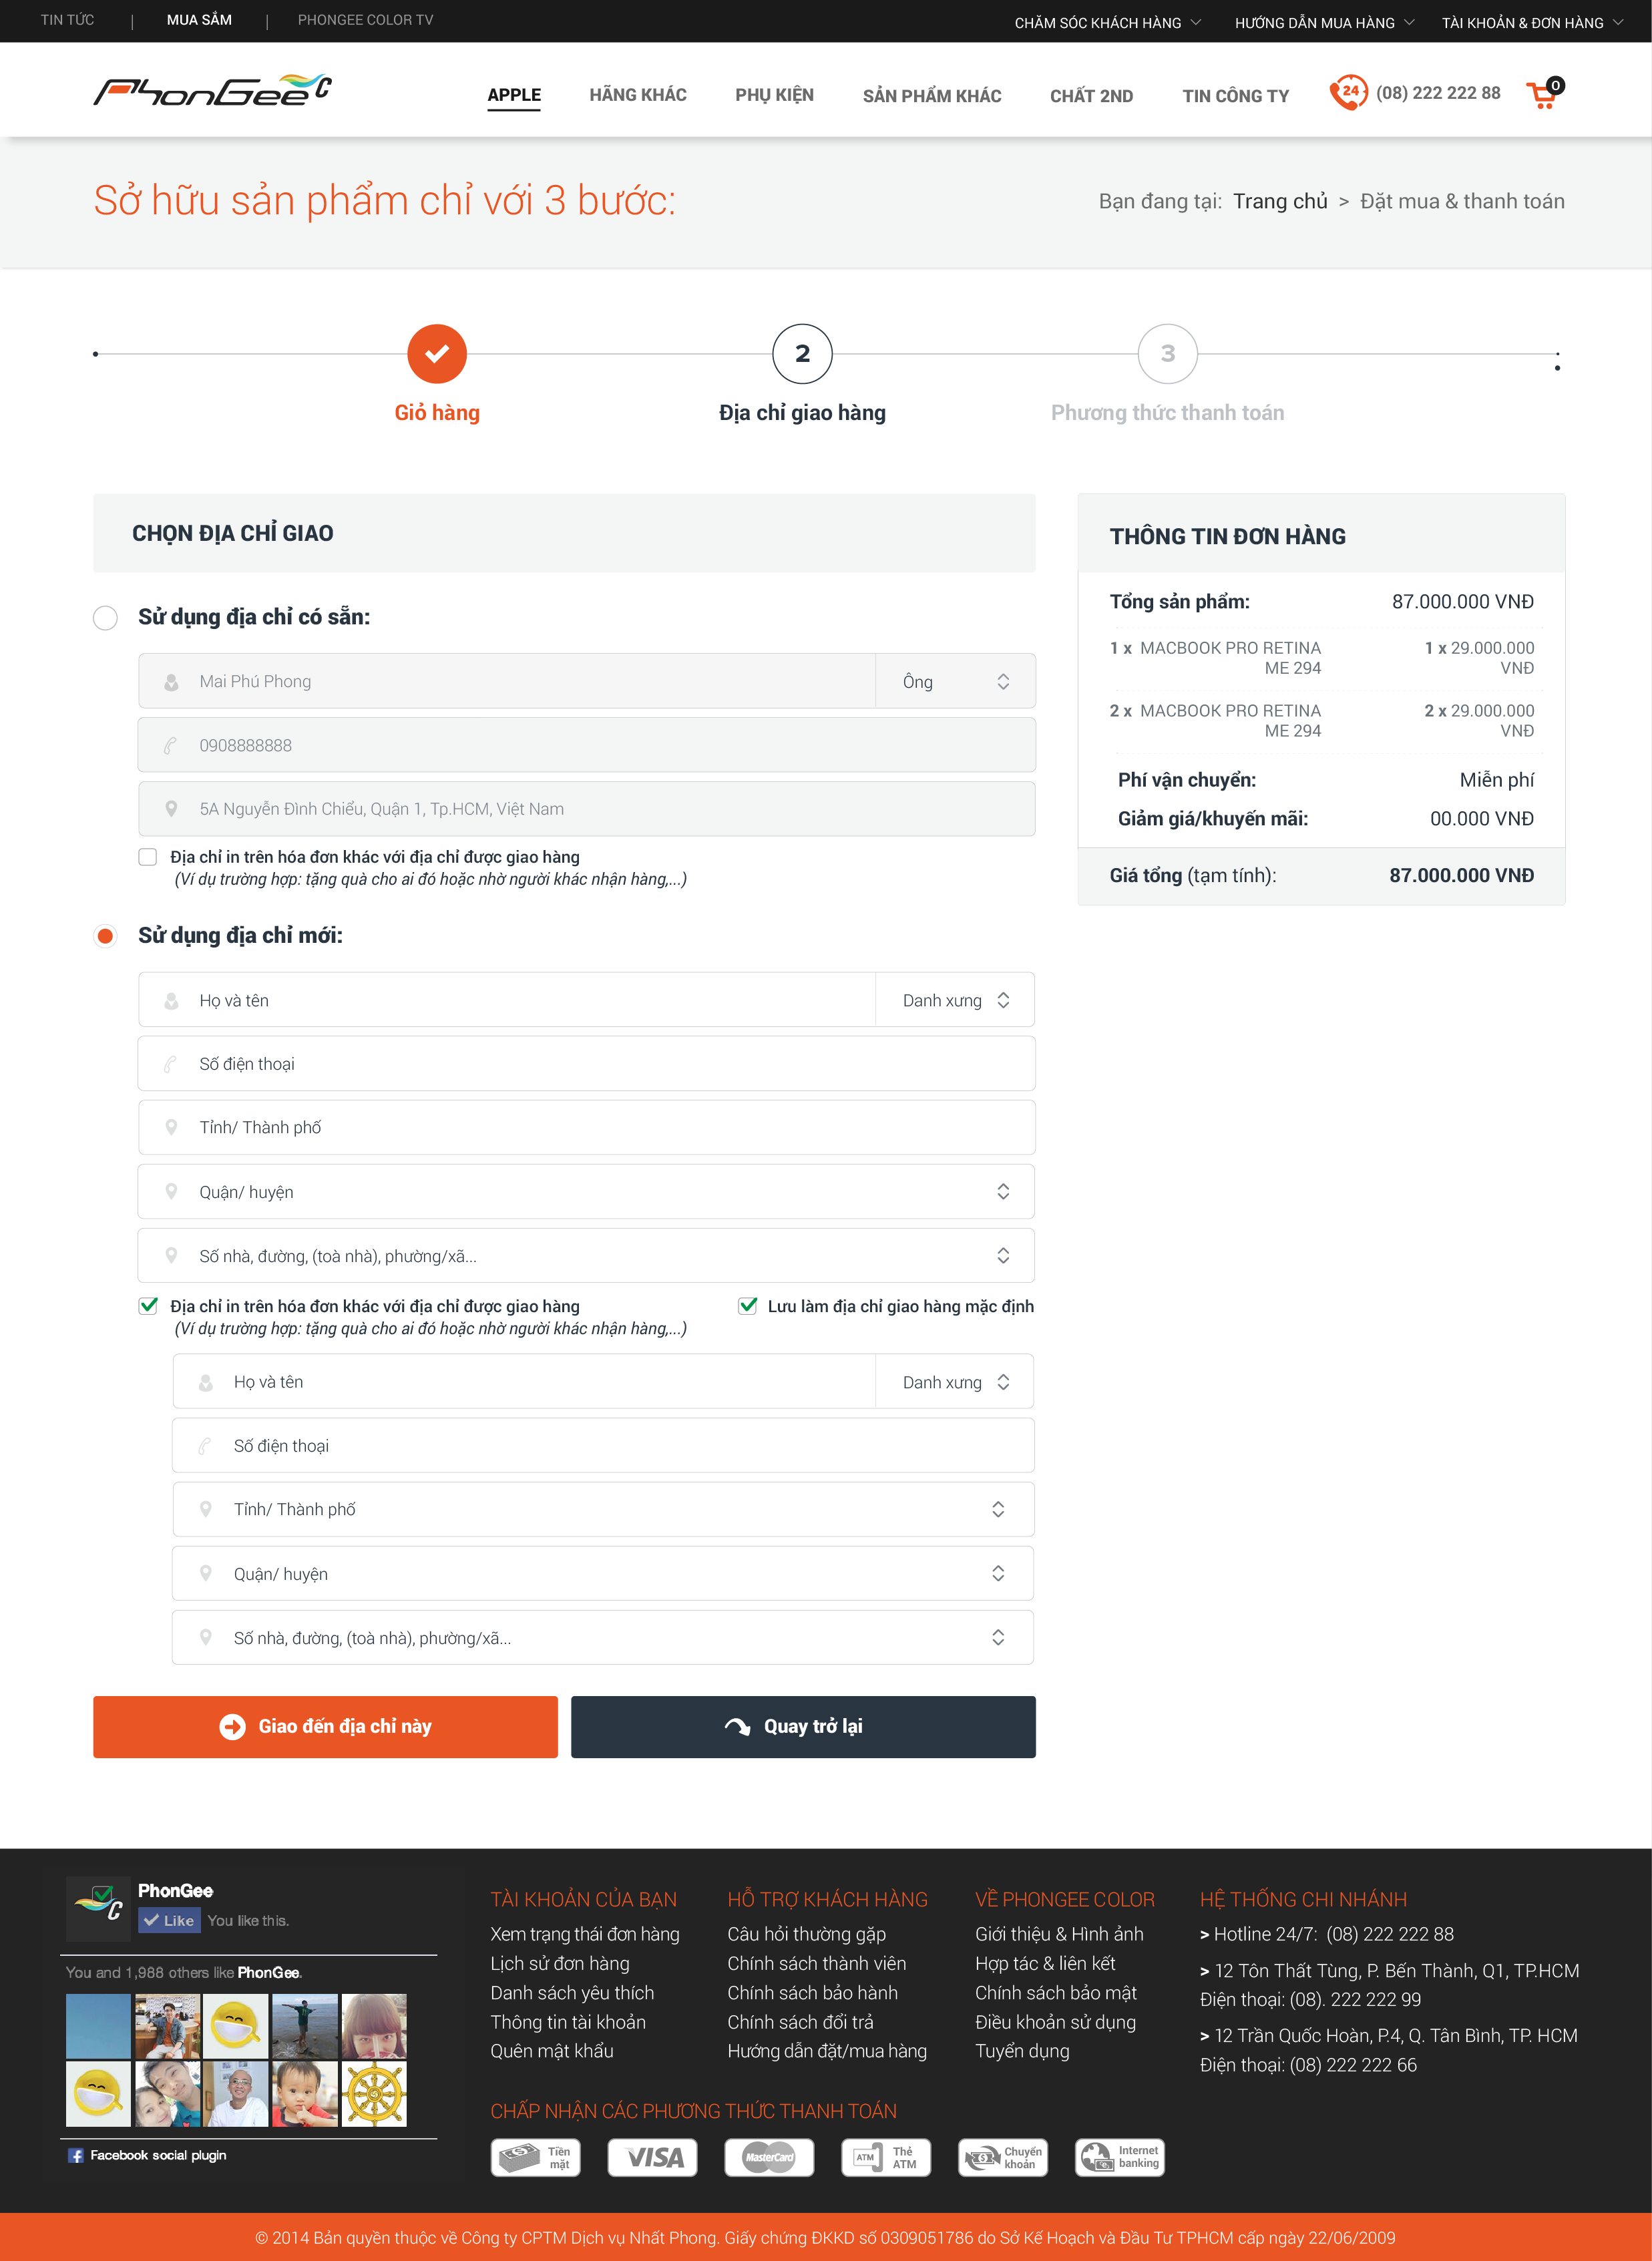 TIN TỨC | MUA SẮM | PHONGEE COLOR TV
CHĂM SÓC KHÁCH HÀNG HƯỚNG DẪN MUA HÀNG TÀI KHOẢN & ĐƠN HÀNG
PhonGee C
APPLE HÃNG KHÁC PHỤ KIỆN SẢN PHẨM KHÁC CHẤT 2ND TIN CÔNG TY 24 (08) 222 222 88 0
Sở hữu sản phẩm chỉ với 3 bước:
Bạn đang tại: Trang chủ > Đặt mua & thanh toán
2 3
Giỏ hàng Địa chỉ giao hàng Phương thức thanh toán
CHỌN ĐỊA CHỈ GIAO
Sử dụng địa chỉ có sẵn:
Mai Phú Phong Ông
0908888888
5A Nguyễn Đình Chiểu, Quận 1, Tp.HCM, Việt Nam
Địa chỉ in trên hóa đơn khác với địa chỉ được giao hàng
(Ví dụ trường hợp: tặng quà cho ai đó hoặc nhờ người khác nhận hàng,...)
Sử dụng địa chỉ mới:
Họ và tên Danh xưng
Số điện thoại
Tỉnh/ Thành phố
Quận/ huyện
Số nhà, đường, (toà nhà), phường/xã...
Địa chỉ in trên hóa đơn khác với địa chỉ được giao hàng Lưu làm địa chỉ giao hàng mặc định
(Ví dụ trường hợp: tặng quà cho ai đó hoặc nhờ người khác nhận hàng,...)
Họ và tên Danh xưng
Số điện thoại
Tỉnh/ Thành phố
Quận/ huyện
Số nhà, đường, (toà nhà), phường/xã...
Giao đến địa chỉ này Quay trở lại
THÔNG TIN ĐƠN HÀNG
Tổng sản phẩm: 87.000.000 VNĐ
1 x MACBOOK PRO RETINA 1 x 29.000.000
ME 294 VNĐ
2 x MACBOOK PRO RETINA 2 x 29.000.000
ME 294 VNĐ
Phí vận chuyển: Miễn phí
Giảm giá/khuyến mãi: 00.000 VNĐ
Giá tổng (tạm tính): 87.000.000 VNĐ
C
PhonGee
Like You like this.
You and 1,988 others like PhonGee.
Facebook social plugin
TÀI KHOẢN CỦA BẠN
Xem trạng thái đơn hàng
Lịch sử đơn hàng
Danh sách yêu thích
Thông tin tài khoản
Quên mật khẩu
HỖ TRỢ KHÁCH HÀNG
Câu hỏi thường gặp
Chính sách thành viên
Chính sách bảo hành
Chính sách đổi trả
Hướng dẫn đặt/mua hàng
VỀ PHONGEE COLOR
Giới thiệu & Hình ảnh
Hợp tác & liên kết
Chính sách bảo mật
Điều khoản sử dụng
Tuyển dụng
HỆ THỐNG CHI NHÁNH
> Hotline 24/7: (08) 222 222 88
> 12 Tôn Thất Tùng, P. Bến Thành, Q1, TP.HCM
Điện thoại: (08). 222 222 99
> 12 Trần Quốc Hoàn, P.4, Q. Tân Bình, TP. HCM
Điện thoại: (08) 222 222 66
CHẤP NHẬN CÁC PHƯƠNG THỨC THANH TOÁN
Tiền
mặt
VISA
MasterCard
ATM
Thẻ
ATM
Chuyển
khoản
Internet
banking
© 2014 Bản quyền thuộc về Công ty CPTM Dịch vụ Nhất Phong. Giấy chứng ĐKKD số 0309051786 do Sở Kế Hoạch và Đầu Tư TPHCM cấp ngày 22/06/2009